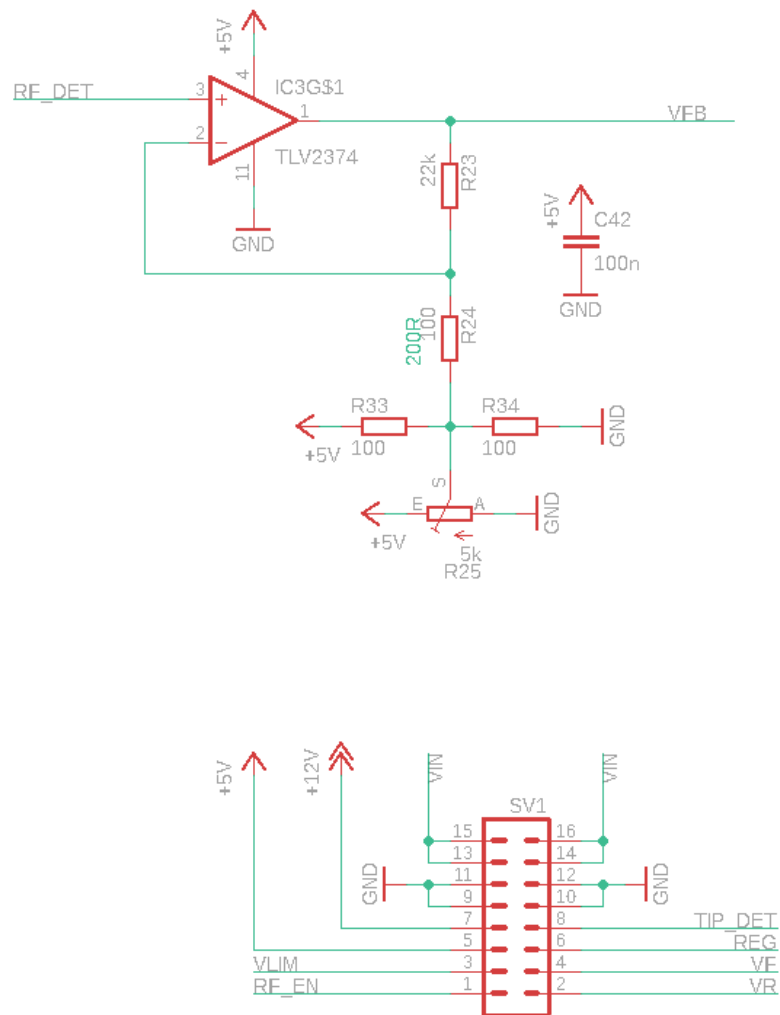 +5V
4
RF_DET
3
IC3G$1
1
VFB
2
TLV2374
11
GND
22k
R23
+5V
C42
100n
GND
200R
100
R24
R33
R34
GND
+5V
100
100
S
E
A
GND
+5V
5k
R25
+5V
+12V
VIN
VIN
SV1
15
16
13
14
GND
11
12
GND
9
10
7
8
TIP_DET
5
6
REG
VLIM
3
4
VF
RF_EN
1
2
VR